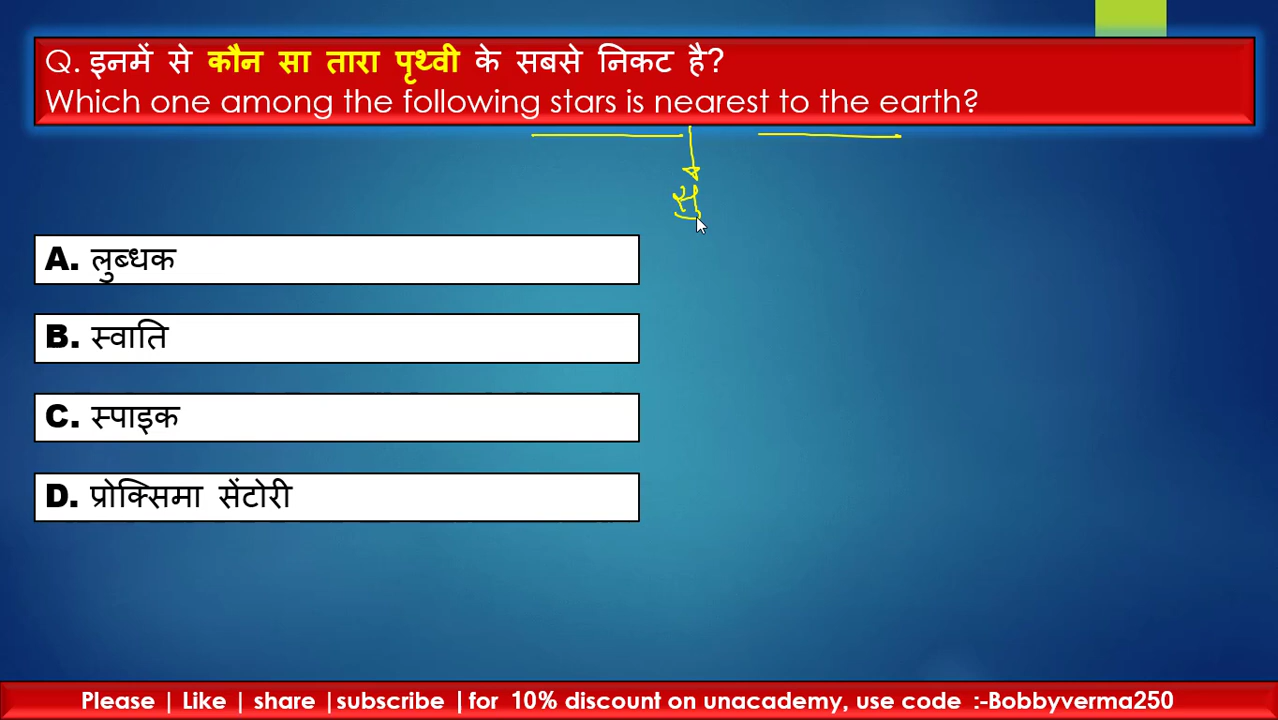 Q. इनमें से कौन सा तारा पृथ्वी के सबसे निकट है?
Which one among the following stars is nearest to the earth?
A. लुब्धक
B. स्वाति
C. स्पाइक
D. प्रोक्सिमा सेंटोरी
Please | Like | share |subscribe |for 10% discount on unacademy, use code :-Bobbyverma250